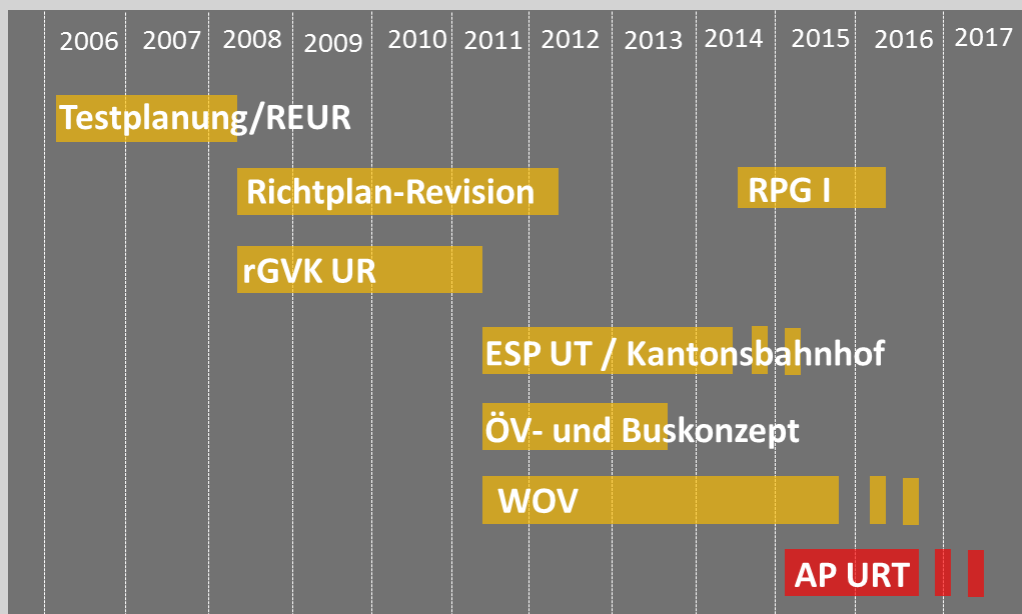 2006 2007 2008 2009 2010 2011 2012 2013 2014 2015 2016 2017
Testplanung/REUR
Richtplan-Revision RPG I
rGVK UR
ESP UT / Kantonsbahnhof
ÖV- und Buskonzept
WOV
AP URT